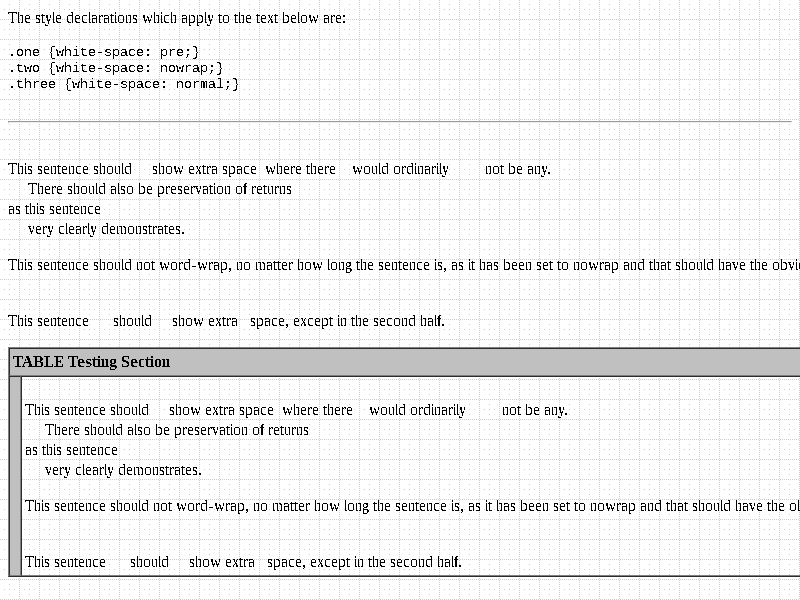 The style declarations which apply to the text below are:
.one {white-space: pre;}
.two {white-space: nowrap;}
.three {white-space: normal;}
This sentence should     show extra space  where there    would ordinarily         not be any.
     There should also be preservation of returns
as this sentence
     very clearly demonstrates.
This sentence should not word-wrap, no matter how long the sentence is, as it has been set to nowrap and that should have the obvi
This sentence      should     show extra   space, except in the second half.
TABLE Testing Section
This sentence should     show extra space  where there    would ordinarily         not be any.
     There should also be preservation of returns
as this sentence
     very clearly demonstrates.
This sentence should not word-wrap, no matter how long the sentence is, as it has been set to nowrap and that should have the
This sentence      should     show extra   space, except in the second half.